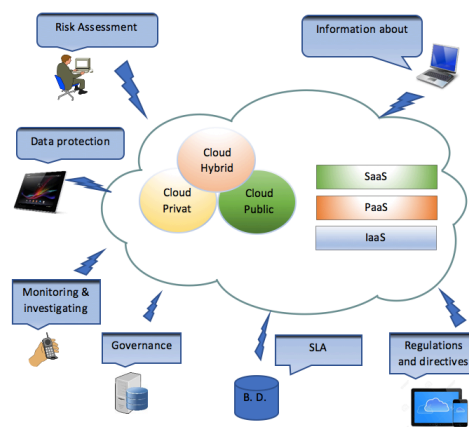 Risk Assessment
Information about
Data protection
Cloud
Hybrid
Cloud
Privat
Cloud
Public
SaaS
PaaS
IaaS
Monitoring &
investigating
Governance
SLA
Regulations
and directives
B. D.